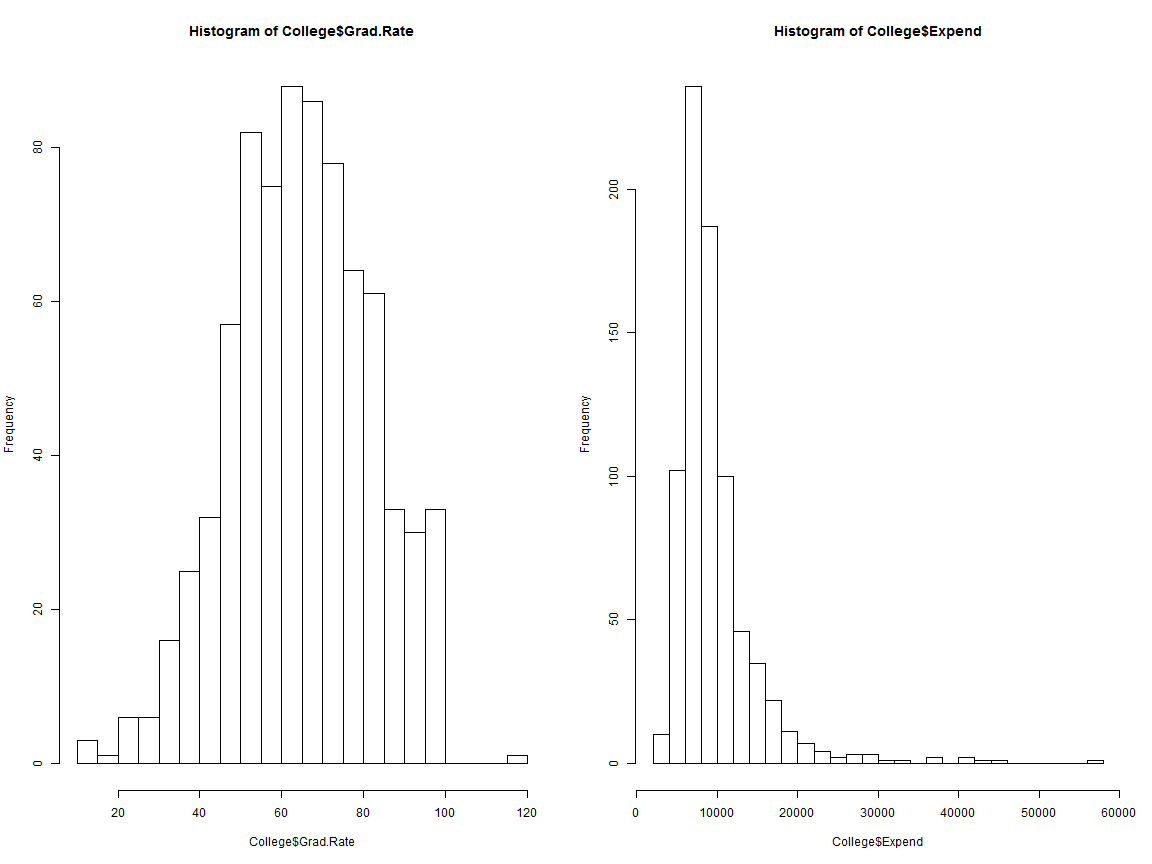 Histogram of College$Grad.Rate
Frequency
80
60
40
20
0
20 40 60 80 100 120
College$Grad.Rate
Histogram of College$Expend
Frequency
200
150
100
50
0
0 10000 20000 30000 40000 50000 60000
College$Expend